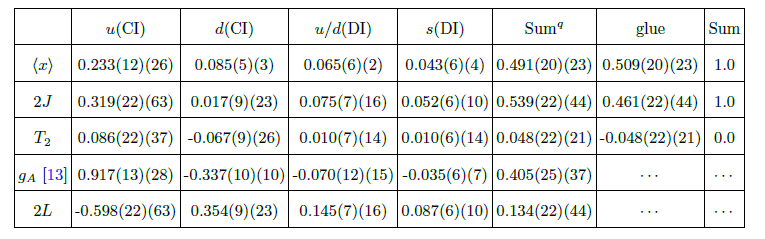 u(CI) d(CI) u/d(DI) s(DI) Sum^q glue Sum
⟨x⟩ 0.233(12)(26) 0.085(5)(3) 0.065(6)(2) 0.043(6)(4) 0.491(20)(23) 0.509(20)(23) 1.0
2J 0.319(22)(63) 0.017(9)(23) 0.075(7)(16) 0.052(6)(10) 0.539(22)(44) 0.461(22)(44) 1.0
T₂ 0.086(22)(37) -0.067(9)(26) 0.010(7)(14) 0.010(6)(14) 0.048(22)(21) -0.048(22)(21) 0.0
g_A [13] 0.917(13)(28) -0.337(10)(10) -0.070(12)(15) -0.035(6)(7) 0.405(25)(37) ⋯ ⋯
2L -0.598(22)(63) 0.354(9)(23) 0.145(7)(16) 0.087(6)(10) 0.134(22)(44) ⋯ ⋯